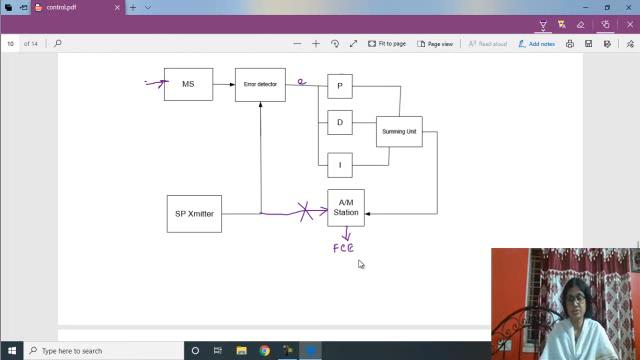 control.pdf
10 of 14
Fit to page
Page view
Read aloud
Add notes
MS
Error detector
e
P
D
Summing Unit
I
SP Xmitter
A/M
Station
FCE
Type here to search